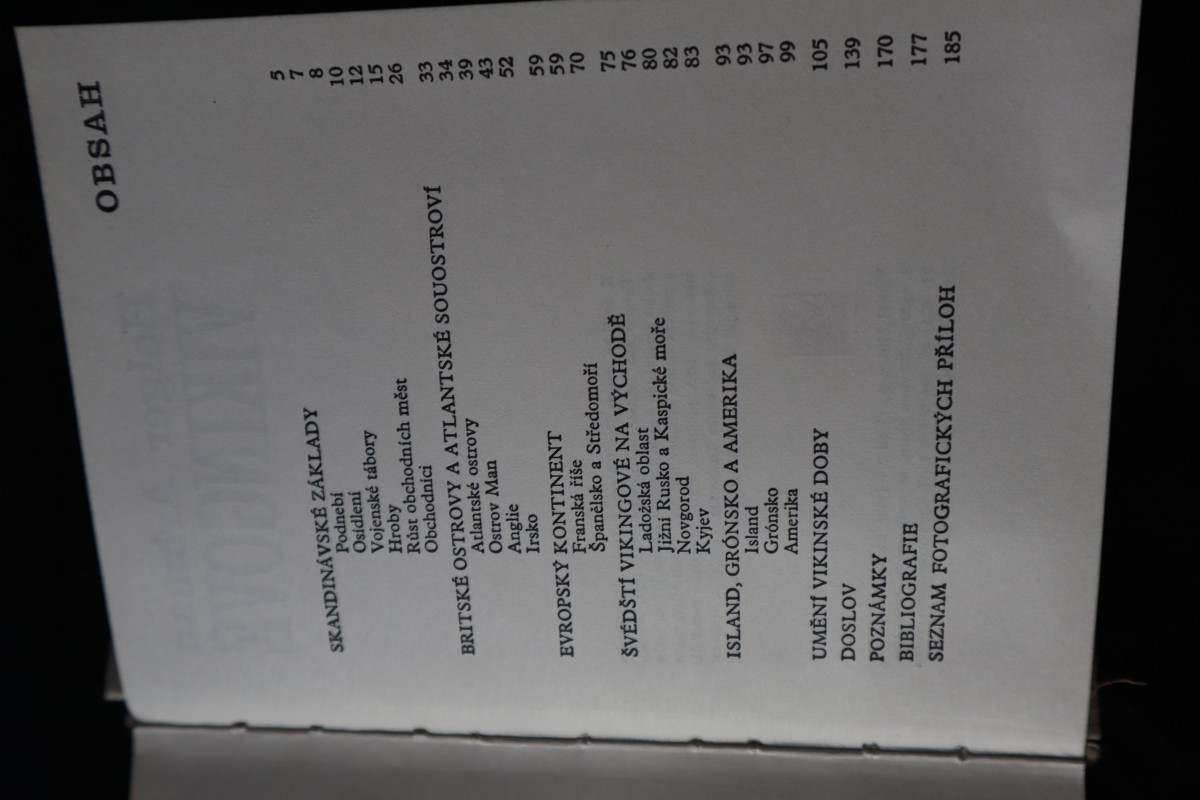 OBSAH
SKANDINÁVSKÉ ZÁKLADY 5
Podnebí 7
Osídlení 8
Vojenské tábory 10
Hroby 12
Růst obchodních měst 15
Obchodníci 26
BRITSKÉ OSTROVY A ATLANTSKÉ SOUOSTROVÍ 33
Atlantské ostrovy 34
Ostrov Man 39
Anglie 43
Irsko 52
EVROPSKÝ KONTINENT 59
Franská říše 59
Španělsko a Středomoří 70
ŠVÉDŠTÍ VIKINGOVÉ NA VÝCHODĚ 75
Ladožská oblast 76
Jižní Rusko a Kaspické moře 80
Novgorod 82
Kyjev 83
ISLAND, GRÓNSKO A AMERIKA 93
Island 93
Grónsko 97
Amerika 99
UMĚNÍ VIKINSKÉ DOBY 105
DOSLOV 139
POZNÁMKY 170
BIBLIOGRAFIE 177
SEZNAM FOTOGRAFICKÝCH PŘÍLOH 185